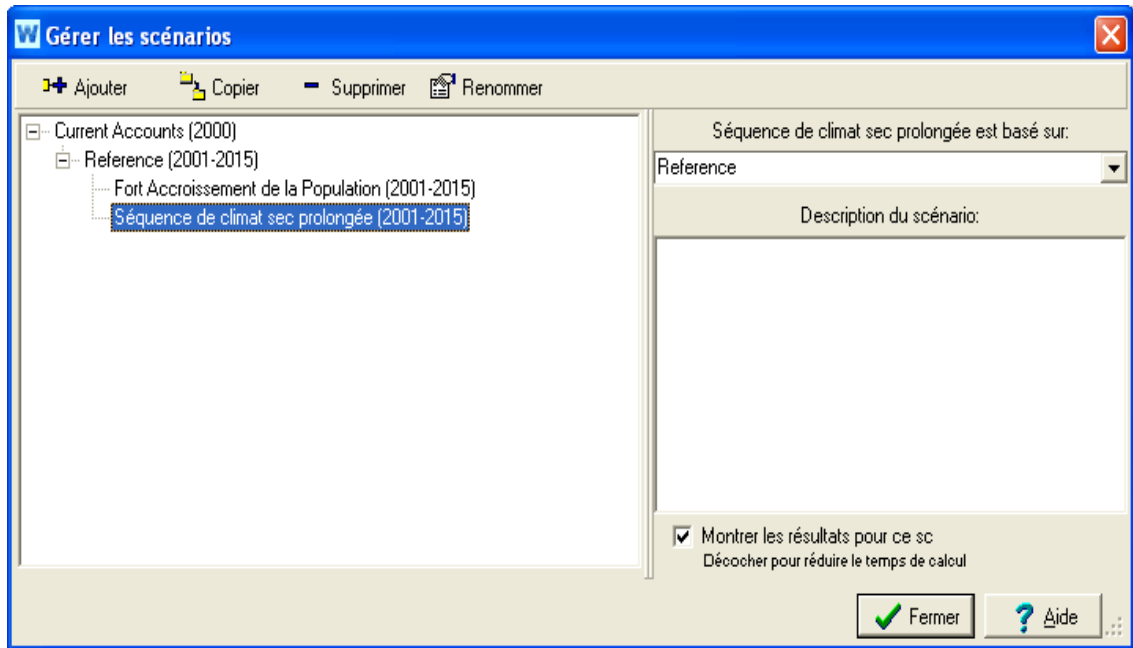 W Gérer les scénarios
Ajouter Copier Supprimer Renommer
Current Accounts (2000)
Reference (2001-2015)
Fort Accroissement de la Population (2001-2015)
Séquence de climat sec prolongée (2001-2015)
Séquence de climat sec prolongée est basé sur:
Reference
Description du scénario:
Montrer les résultats pour ce sc
Décocher pour réduire le temps de calcul
Fermer
? Aide